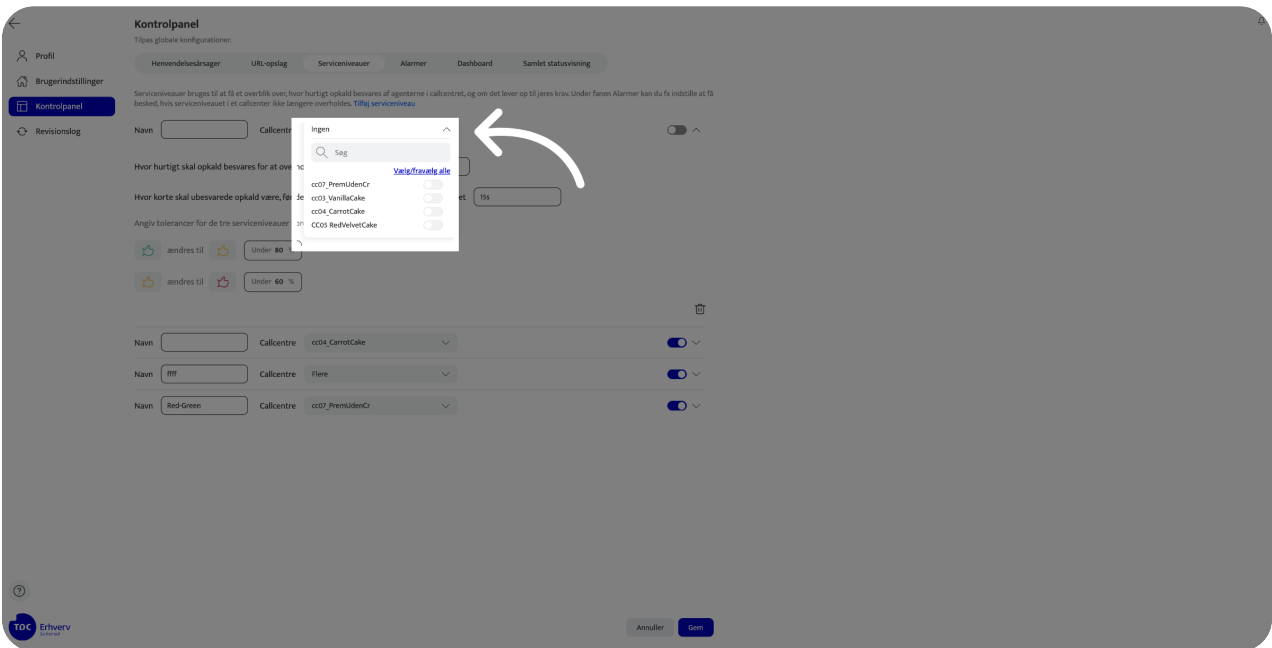 Kontrolpanel
Tilpas globale konfigurationer.
Profil
Brugerindstillinger
Kontrolpanel
Revisionslog
Henvendelsesårsager URL-opslag Serviceniveauer Alarmer Dashboard Samlet statusvisning
Serviceniveauer bruges til at få et overblik over, hvor hurtigt opkald besvares af agenterne i callcentret, og om det lever op til jeres krav. Under fanen Alarmer kan du fx indstille at få
besked, hvis serviceniveauet i et callcenter ikke længere overholdes. Tilføj serviceniveau
Navn Callcentre Ingen
Søg
Vælg/fravælg alle
cc07_PremUdenCr
cc03_VanillaCake
cc04_CarrotCake
CC05 RedVelvetCake
Hvor hurtigt skal opkald besvares for at
Hvor korte skal ubesvarede opkald være, før de et 15s
Angiv tolerancer for de tre serviceniveauer
ændres til Under 80 %
ændres til Under 60 %
Navn Callcentre cc04_CarrotCake
Navn ffff Callcentre Flere
Navn Red-Green Callcentre cc07_PremUdenCr
?
TDC Erhverv
Annuller Gem